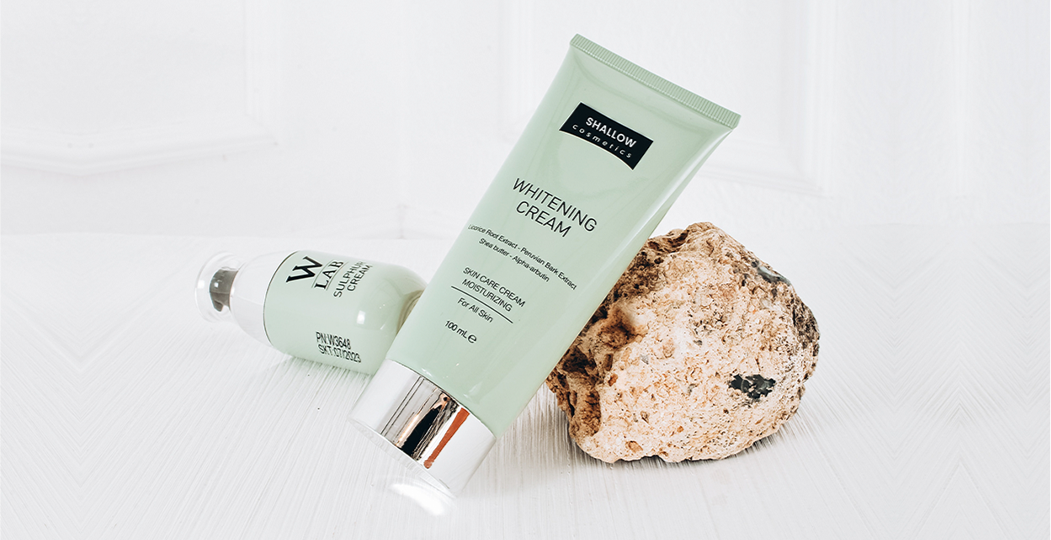 SHALLOW
cosmetics
WHITENING
CREAM
Licorice Root Extract - Peruvian Bark Extract
Shea butter - Alpha-arbutin
SKIN CARE CREAM
MOISTURIZING
For All Skin
100 mL e
W
LAB
SULPHUR
CREAM
PN W3648
SKT 07/2023